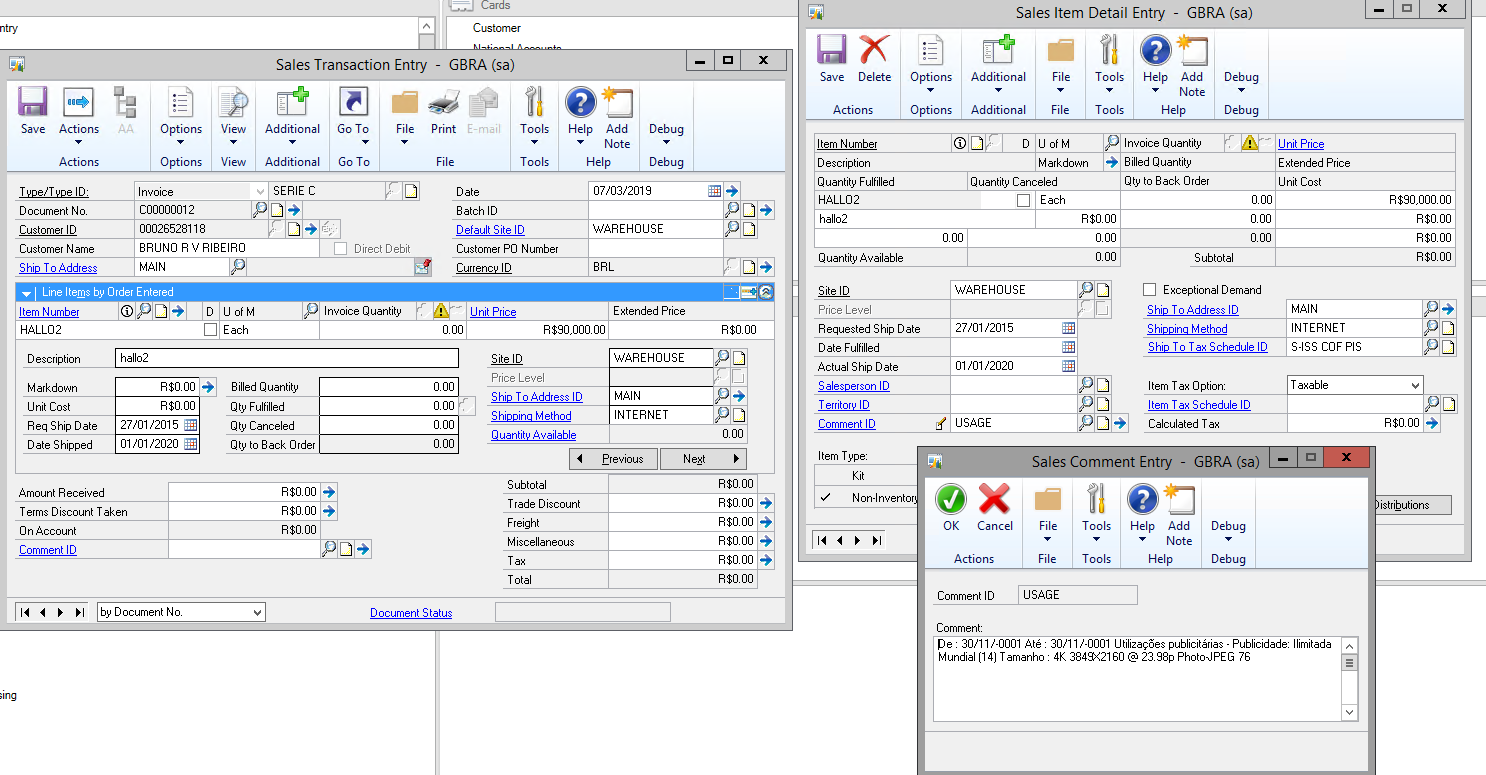 Cards
ntry
Customer
National Accounts
Sales Transaction Entry - GBRA (sa)
Save
Actions
AA
Options
View
Additional
Go To
File
Print
E-mail
Tools
Help
Add Note
Debug
Actions
Options
View
Additional
Go To
File
Tools
Help
Debug
Type/Type ID: Invoice SERIE C Date 07/03/2019
Document No. C00000012 Batch ID
Customer ID 00026528118 Default Site ID WAREHOUSE
Customer Name BRUNO R V RIBEIRO Direct Debit Customer PO Number
Ship To Address MAIN Currency ID BRL
Line Items by Order Entered
Item Number D U of M Invoice Quantity Unit Price Extended Price
HALLO2 Each 0.00 R$90,000.00 R$0.00
Description hallo2 Site ID WAREHOUSE
Price Level
Markdown R$0.00 Billed Quantity 0.00 Ship To Address ID MAIN
Unit Cost R$0.00 Qty Fulfilled 0.00 Shipping Method INTERNET
Req Ship Date 27/01/2015 Qty Canceled 0.00 Quantity Available 0.00
Date Shipped 01/01/2020 Qty to Back Order 0.00
Previous Next
Amount Received R$0.00 Subtotal R$0.00
Terms Discount Taken R$0.00 Trade Discount R$0.00
On Account R$0.00 Freight R$0.00
Comment ID Miscellaneous R$0.00
Tax R$0.00
Total R$0.00
by Document No. Document Status
sing
Sales Item Detail Entry - GBRA (sa)
Save
Delete
Options
Additional
File
Tools
Help
Add Note
Debug
Actions
Options
Additional
File
Tools
Help
Debug
Item Number D U of M Invoice Quantity Unit Price
Description Markdown Billed Quantity Extended Price
Quantity Fulfilled Quantity Canceled Qty to Back Order Unit Cost
HALLO2 Each 0.00 R$90,000.00
hallo2 R$0.00 0.00 R$0.00
0.00 0.00 0.00 R$0.00
Quantity Available 0.00 Subtotal R$0.00
Site ID WAREHOUSE Exceptional Demand
Price Level Ship To Address ID MAIN
Requested Ship Date 27/01/2015 Shipping Method INTERNET
Date Fulfilled Ship To Tax Schedule ID S-ISS COF PIS
Actual Ship Date 01/01/2020
Salesperson ID Item Tax Option: Taxable
Territory ID Item Tax Schedule ID
Comment ID USAGE Calculated Tax R$0.00
Item Type:
Kit
Non-Inventory
Distributions
Sales Comment Entry - GBRA (sa)
OK
Cancel
File
Tools
Help
Add Note
Debug
Actions
File
Tools
Help
Debug
Comment ID USAGE
Comment:
De : 30/11/-0001 Até : 30/11/-0001 Utilizações publicitárias - Publicidade: Ilimitada
Mundial (14) Tamanho : 4K 3849X2160 @ 23.98p Photo-JPEG 76